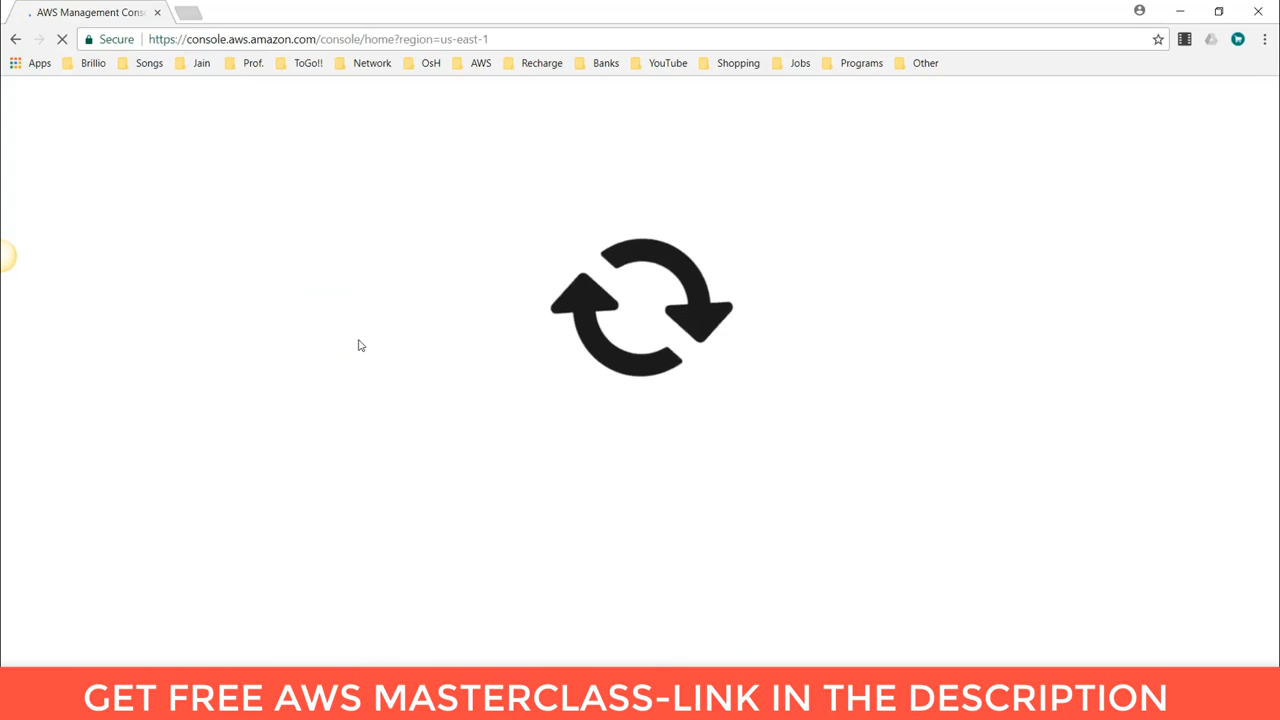 AWS Management Cons
Secure
https://console.aws.amazon.com/console/home?region=us-east-1
Apps Brillio Songs Jain Prof. ToGo!! Network OsH AWS Recharge Banks YouTube Shopping Jobs Programs Other
GET FREE AWS MASTERCLASS-LINK IN THE DESCRIPTION